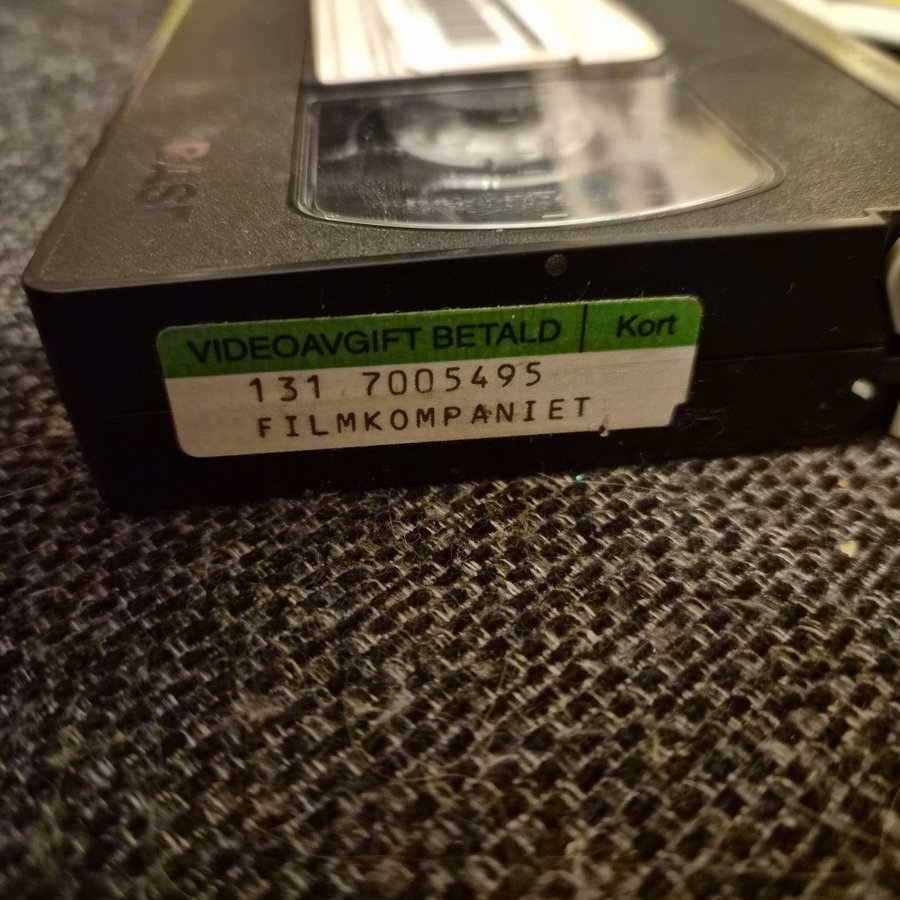 VIDEOAVGIFT BETALD | Kort
131 7005495
FILMKOMPANIET